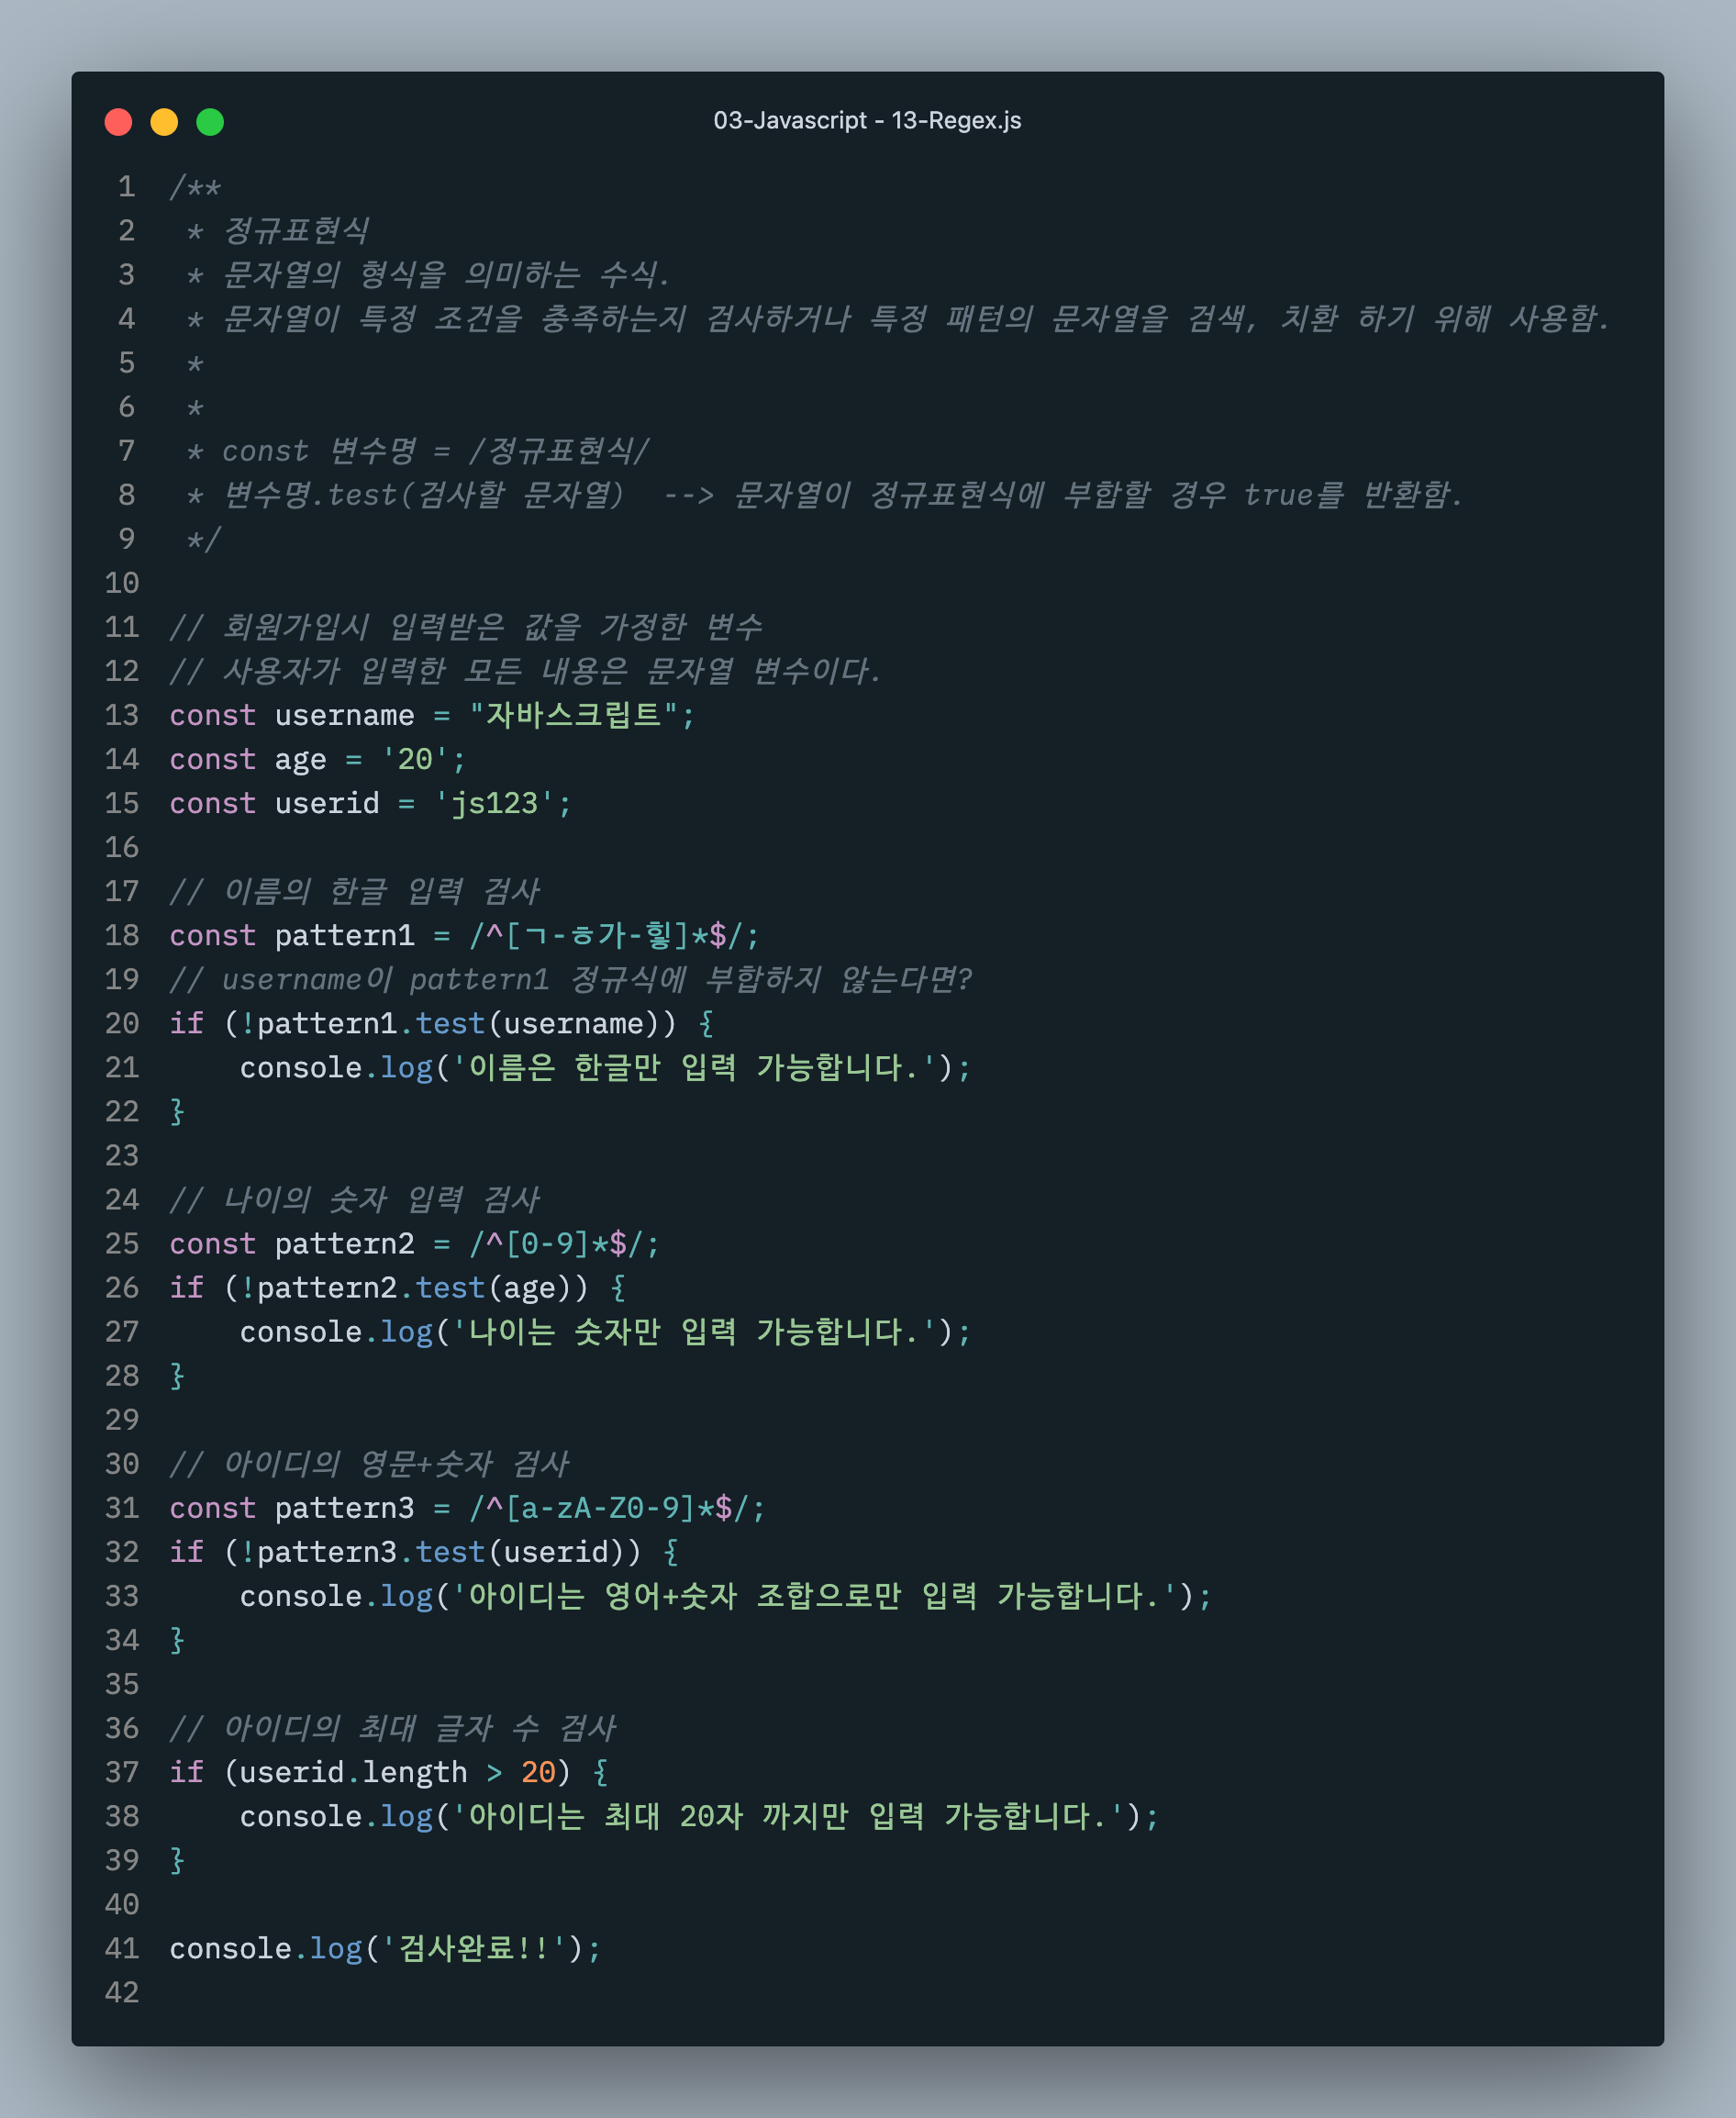 03-Javascript - 13-Regex.js
1 /**
2  * 정규표현식
3  * 문자열의 형식을 의미하는 수식.
4  * 문자열이 특정 조건을 충족하는지 검사하거나 특정 패턴의 문자열을 검색, 치환 하기 위해 사용함.
5  *
6  *
7  * const 변수명 = /정규표현식/
8  * 변수명.test(검사할 문자열)  --> 문자열이 정규표현식에 부합할 경우 true를 반환함.
9  */
10
11 // 회원가입시 입력받은 값을 가정한 변수
12 // 사용자가 입력한 모든 내용은 문자열 변수이다.
13 const username = "자바스크립트";
14 const age = '20';
15 const userid = 'js123';
16
17 // 이름의 한글 입력 검사
18 const pattern1 = /^[ㄱ-ㅎ가-힣]*$/;
19 // username이 pattern1 정규식에 부합하지 않는다면?
20 if (!pattern1.test(username)) {
21     console.log('이름은 한글만 입력 가능합니다.');
22 }
23
24 // 나이의 숫자 입력 검사
25 const pattern2 = /^[0-9]*$/;
26 if (!pattern2.test(age)) {
27     console.log('나이는 숫자만 입력 가능합니다.');
28 }
29
30 // 아이디의 영문+숫자 검사
31 const pattern3 = /^[a-zA-Z0-9]*$/;
32 if (!pattern3.test(userid)) {
33     console.log('아이디는 영어+숫자 조합으로만 입력 가능합니다.');
34 }
35
36 // 아이디의 최대 글자 수 검사
37 if (userid.length > 20) {
38     console.log('아이디는 최대 20자 까지만 입력 가능합니다.');
39 }
40
41 console.log('검사완료!!');
42